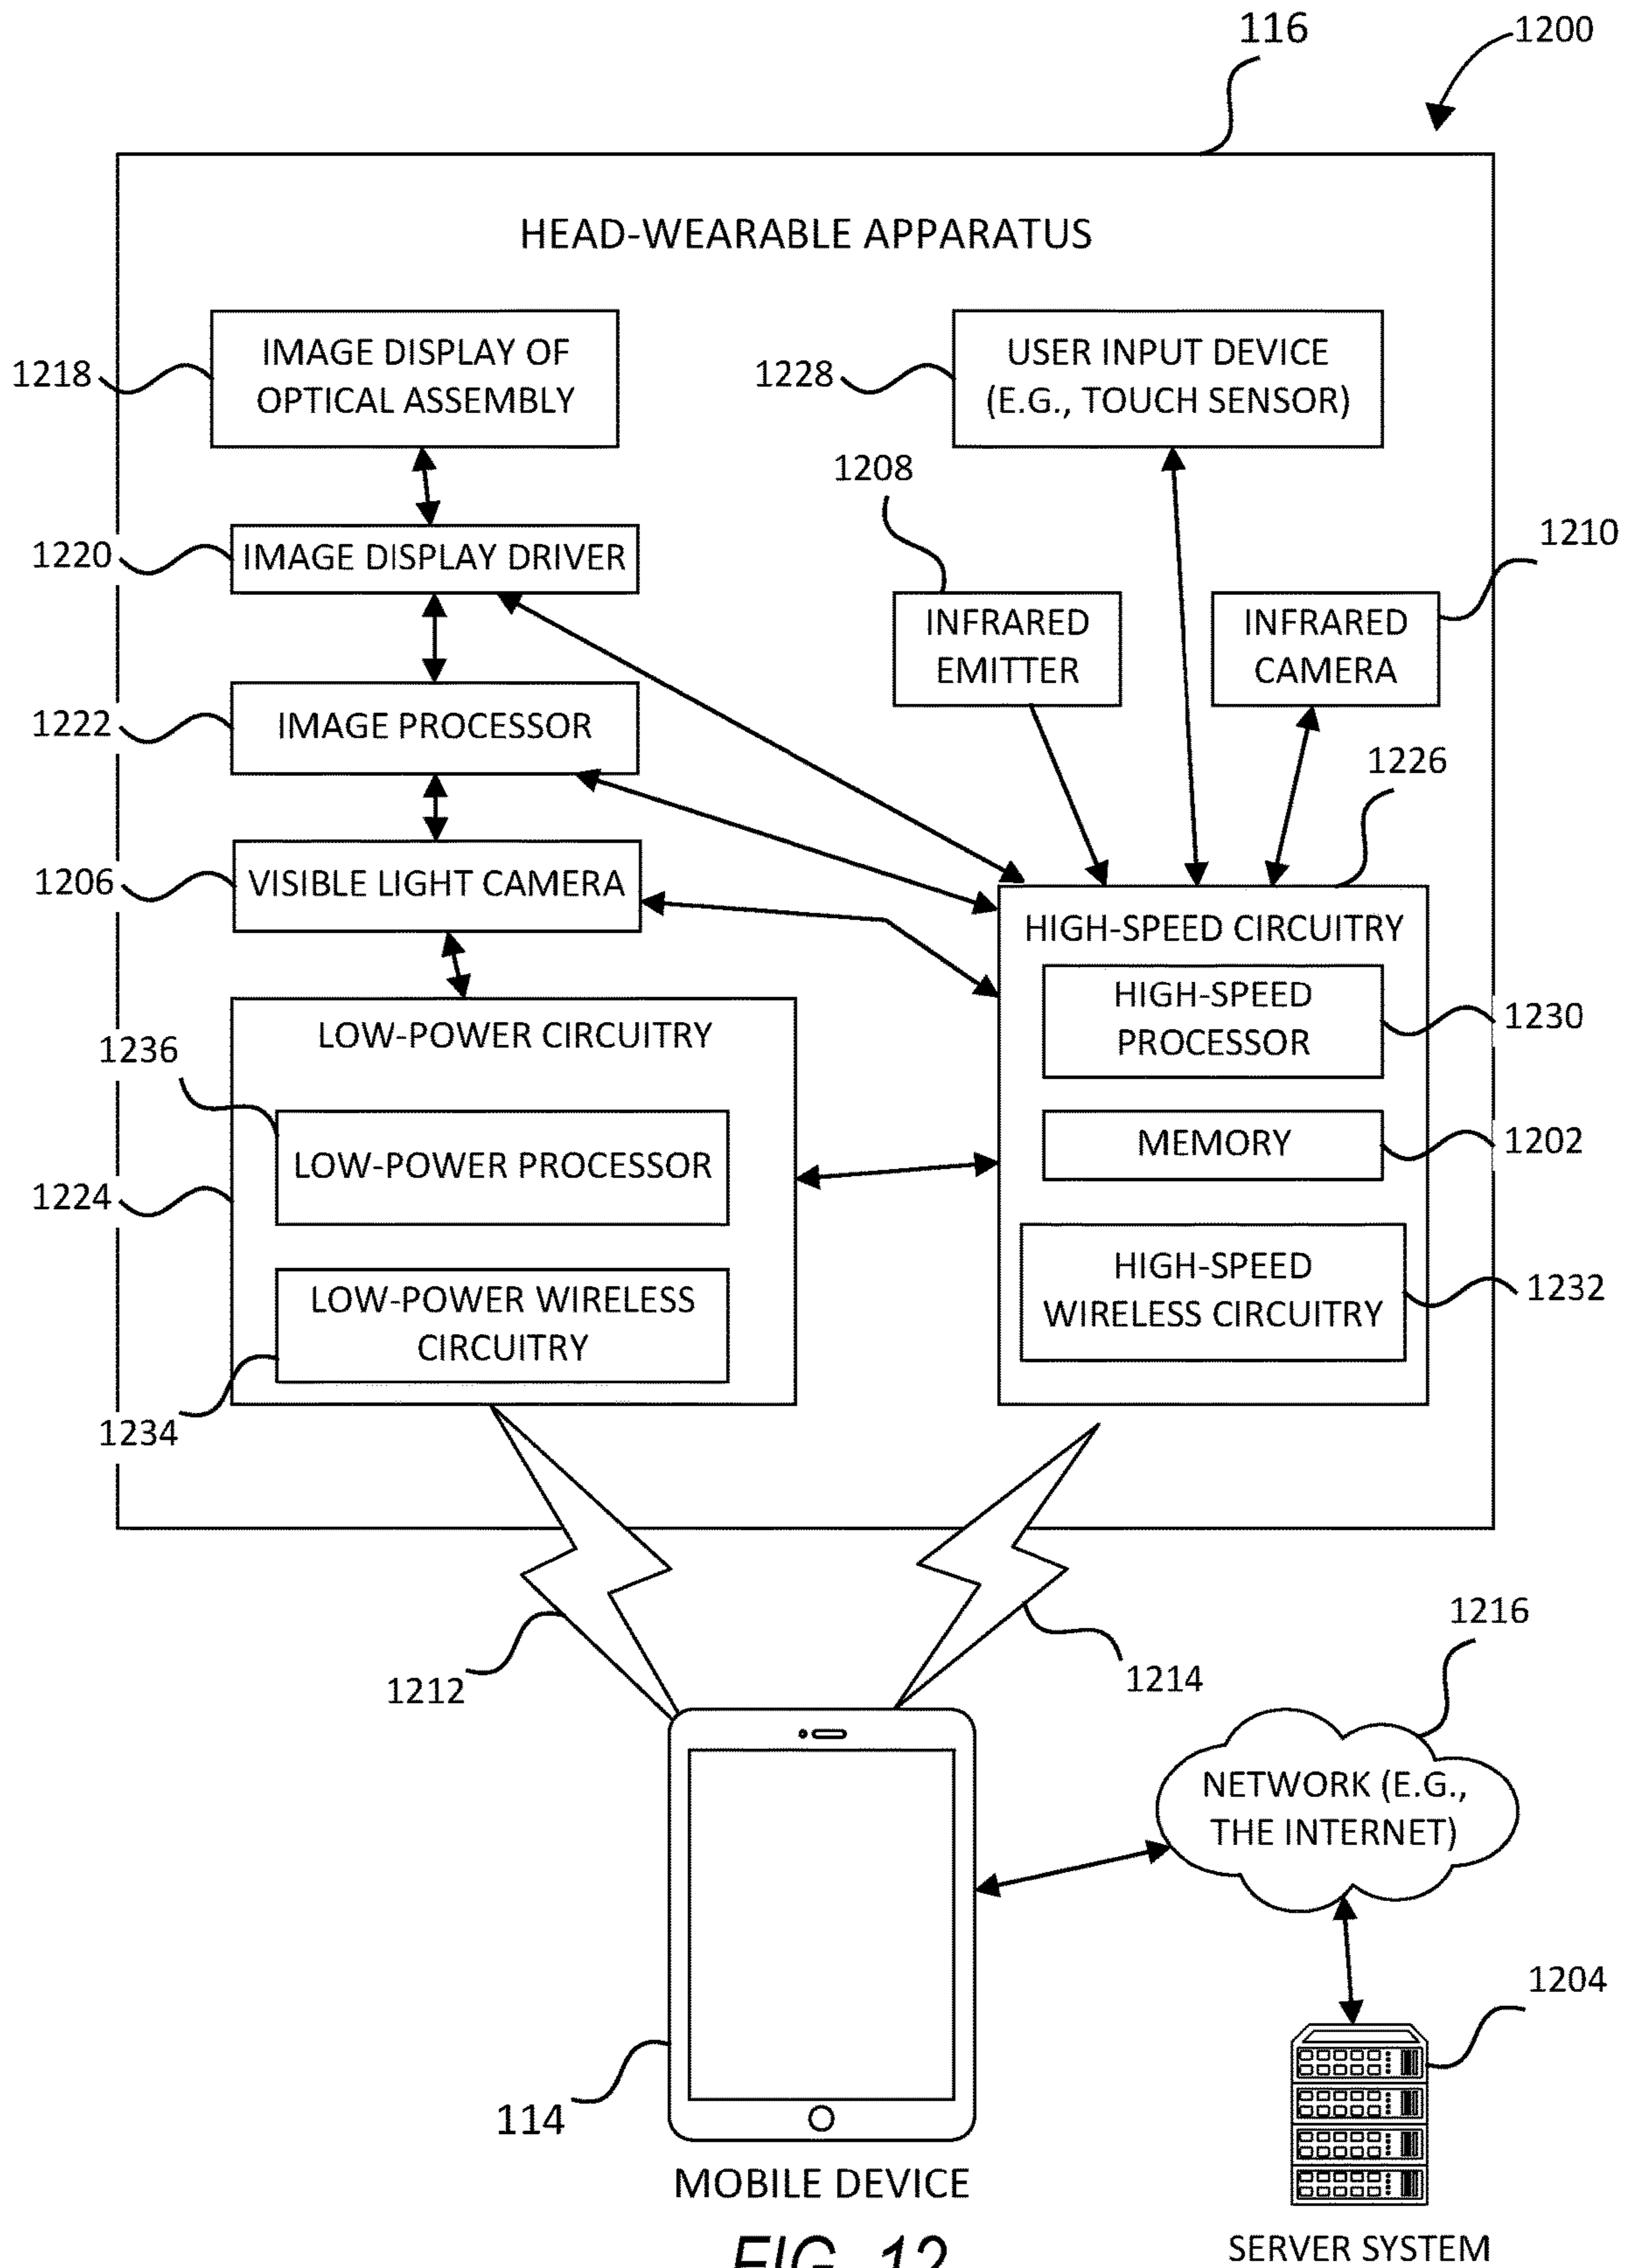 116
1200
HEAD-WEARABLE APPARATUS
IMAGE DISPLAY OF
OPTICAL ASSEMBLY
1218
USER INPUT DEVICE
(E.G., TOUCH SENSOR)
1228
1208
1210
IMAGE DISPLAY DRIVER
1220
INFRARED
EMITTER
INFRARED
CAMERA
IMAGE PROCESSOR
1222
1226
VISIBLE LIGHT CAMERA
1206
HIGH-SPEED CIRCUITRY
HIGH-SPEED
PROCESSOR
1230
LOW-POWER CIRCUITRY
1236
LOW-POWER PROCESSOR
1224
MEMORY
1202
LOW-POWER WIRELESS
CIRCUITRY
1234
HIGH-SPEED
WIRELESS CIRCUITRY
1232
1212
1214
1216
NETWORK (E.G.,
THE INTERNET)
1204
114
MOBILE DEVICE
SERVER SYSTEM
FIG. 12